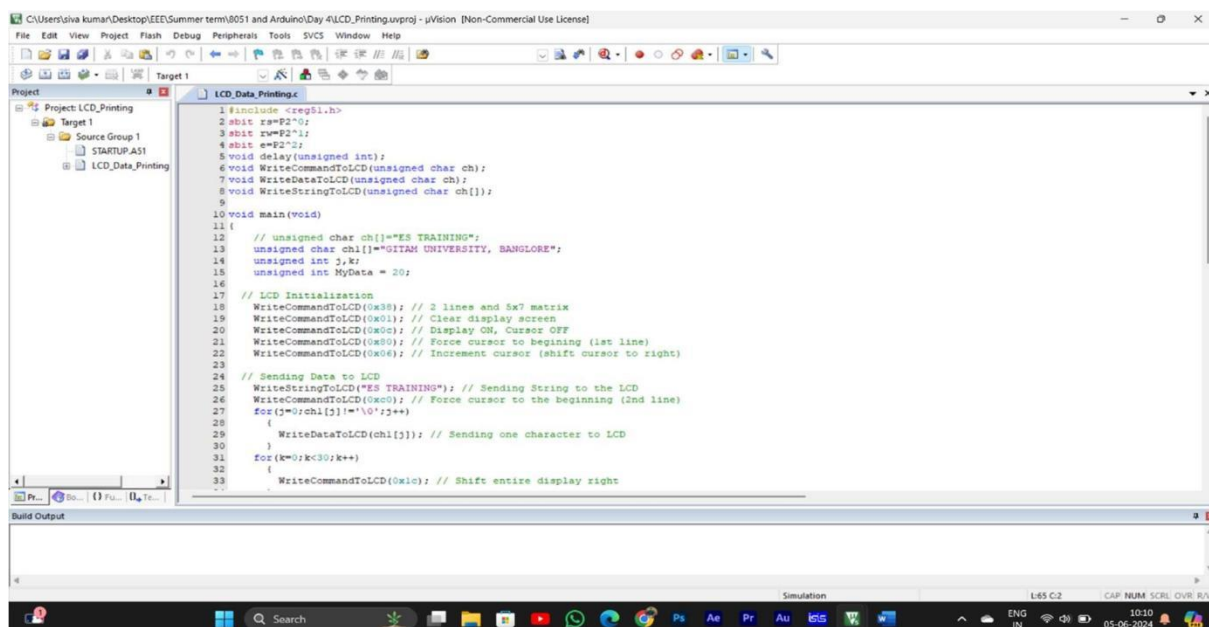 C:\Users\siva kumar\Desktop\EEE\Summer term\8051 and Arduino\Day 4\LCD_Printing.uvproj - µVision [Non-Commercial Use License]
File Edit View Project Flash Debug Peripherals Tools SVCS Window Help
Target 1
Project
LCD_Data_Printing.c
Project: LCD_Printing
Target 1
Source Group 1
STARTUP.A51
LCD_Data_Printing
1 #include <reg51.h>
2 sbit rs=P2^0;
3 sbit rw=P2^1;
4 sbit e=P2^2;
5 void delay(unsigned int);
6 void WriteCommandToLCD(unsigned char ch);
7 void WriteDataToLCD(unsigned char ch);
8 void WriteStringToLCD(unsigned char ch[]);
9
10 void main(void)
11 {
12 // unsigned char ch[]="ES TRAINING";
13 unsigned char ch1[]="GITAM UNIVERSITY, BANGLORE";
14 unsigned int j,k;
15 unsigned int MyData = 20;
16
17 // LCD Initialization
18 WriteCommandToLCD(0x38); // 2 lines and 5x7 matrix
19 WriteCommandToLCD(0x01); // Clear display screen
20 WriteCommandToLCD(0x0c); // Display ON, Cursor OFF
21 WriteCommandToLCD(0x80); // Force cursor to begining (1st line)
22 WriteCommandToLCD(0x06); // Increment cursor (shift cursor to right)
23
24 // Sending Data to LCD
25 WriteStringToLCD("ES TRAINING"); // Sending String to the LCD
26 WriteCommandToLCD(0xc0); // Force cursor to the beginning (2nd line)
27 for(j=0;ch1[j]!='\0';j++)
28 {
29 WriteDataToLCD(ch1[j]); // Sending one character to LCD
30 }
31 for(k=0;k<30;k++)
32 {
33 WriteCommandToLCD(0x1c); // Shift entire display right
Pr... Bo... {} Fu... 0 Te...
Build Output
Simulation L:65 C:2 CAP NUM SCRL OVR R/W
1 Search Ps Ae Pr Au isis W ENG 10:10
IN 05-06-2024